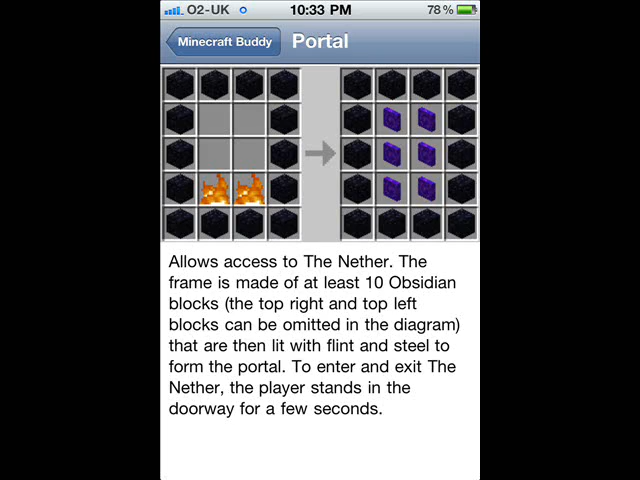 O2-UK 10:33 PM 78%
Minecraft Buddy Portal
Allows access to The Nether. The
frame is made of at least 10 Obsidian
blocks (the top right and top left
blocks can be omitted in the diagram)
that are then lit with flint and steel to
form the portal. To enter and exit The
Nether, the player stands in the
doorway for a few seconds.